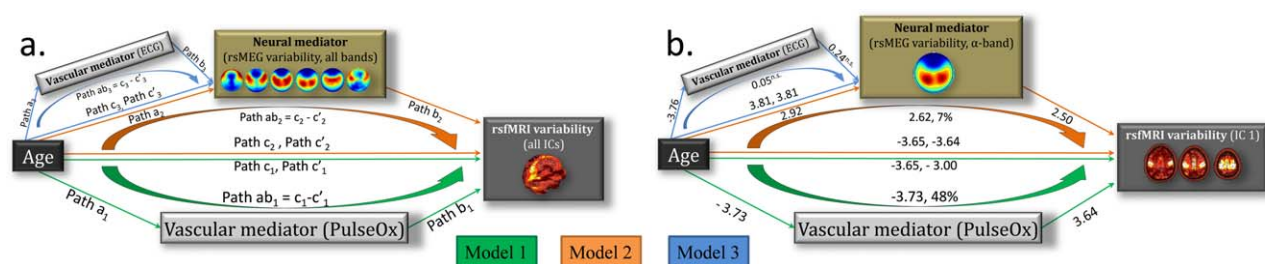 a.
Neural mediator
(rsMEG variability, all bands)
Vascular mediator (ECG)
Path b₃
Path a₃
Path ab₃ = c₃ - c′₃
Path c₃, Path c′₃
Path a₂
Path ab₂ = c₂ - c′₂
Path b₂
Path c₂ , Path c′₂
Age
Path c₁, Path c′₁
rsfMRI variability
(all ICs)
Path ab₁ = c₁-c′₁
Path a₁
Path b₁
Vascular mediator (PulseOx)
b.
Neural mediator
(rsMEG variability, α-band)
Vascular mediator (ECG)
0.24ⁿ·ˢ·
-3.76
0.05ⁿ·ˢ·
3.81, 3.81
2.92
2.62, 7%
2.50
-3.65, -3.64
Age
-3.65, - 3.00
rsfMRI variability (IC 1)
-3.73, 48%
- 3.73
3.64
Vascular mediator (PulseOx)
Model 1
Model 2
Model 3